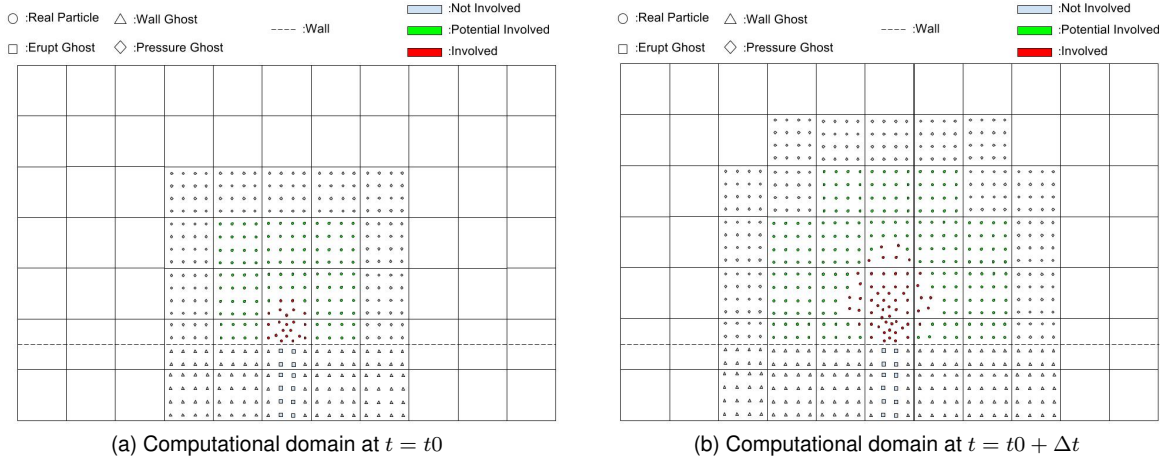 :Real Particle :Wall Ghost :Wall :Not Involved
:Potential Involved
:Erupt Ghost :Pressure Ghost :Involved
:Real Particle :Wall Ghost :Wall :Not Involved
:Potential Involved
:Erupt Ghost :Pressure Ghost :Involved
(a) Computational domain at t = t0
(b) Computational domain at t = t0 + Δt